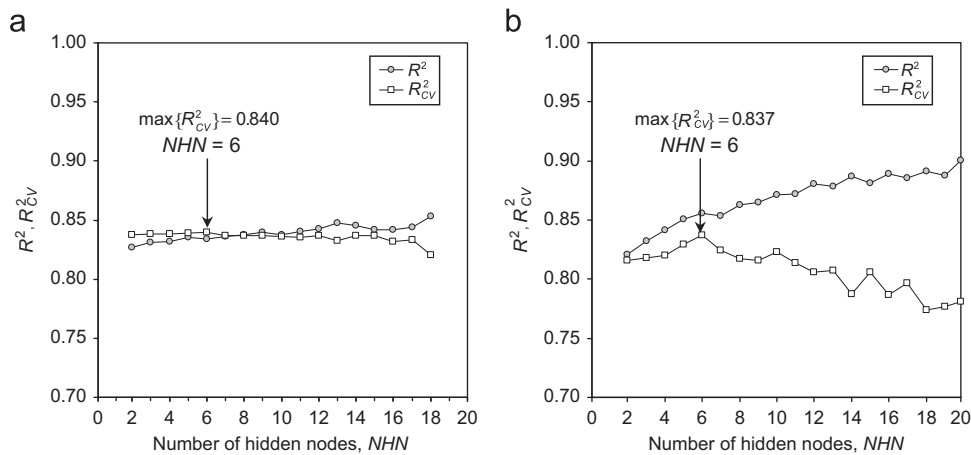 a
1.00
0.95
0.90
0.85
0.80
0.75
0.70
R², R²CV
R²
R²CV
max{R²CV} = 0.840
NHN = 6
0 2 4 6 8 10 12 14 16 18 20
Number of hidden nodes, NHN
b
1.00
0.95
0.90
0.85
0.80
0.75
0.70
R², R²CV
R²
R²CV
max{R²CV} = 0.837
NHN = 6
0 2 4 6 8 10 12 14 16 18 20
Number of hidden nodes, NHN